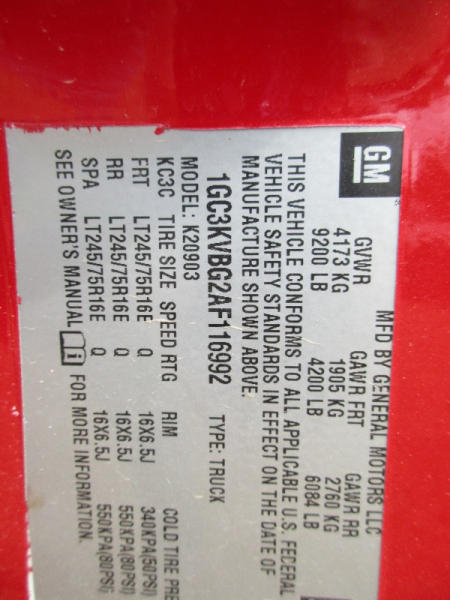 GM
MFD BY GENERAL MOTORS LLC
GVWR GAWR FRT GAWR RR
4173 KG 1905 KG 2760 KG
9200 LB 4200 LB 6084 LB
THIS VEHICLE CONFORMS TO ALL APPLICABLE U.S. FEDERAL
VEHICLE SAFETY STANDARDS IN EFFECT ON THE DATE OF
MANUFACTURE SHOWN ABOVE.
1GC3KVBG2AF116992 TYPE: TRUCK
MODEL: K20903
KC3C TIRE SIZE SPEED RTG RIM COLD TIRE PRE
FRT LT245/75R16E Q 16X6.5J 340KPA(50PSI)
RR LT245/75R16E Q 16X6.5J 550KPA(80PSI)
SPA LT245/75R16E Q 16X6.5J 550KPA(80PSI)
SEE OWNER'S MANUAL FOR MORE INFORMATION.